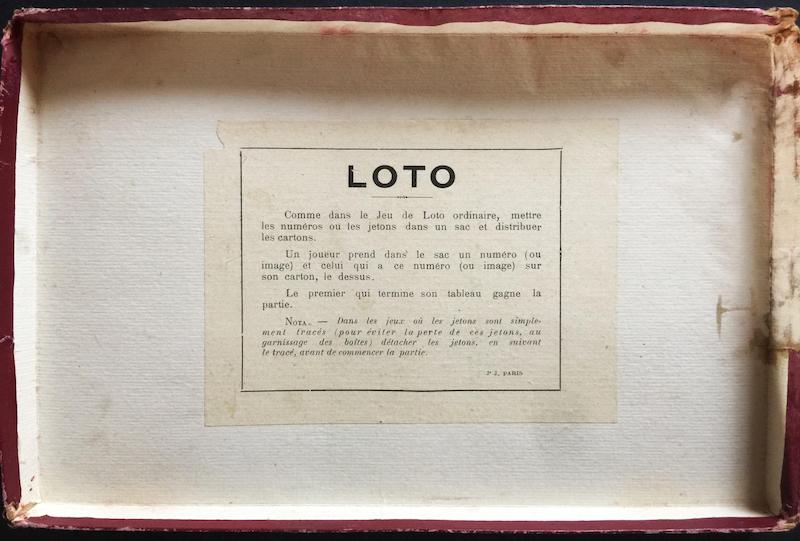 LOTO
Comme dans le Jeu de Loto ordinaire, mettre
les numéros ou les jetons dans un sac et distribuer
les cartons.
Un joueur prend dans le sac un numéro (ou
image) et celui qui a ce numéro (ou image) sur
son carton, le dessus.
Le premier qui termine son tableau gagne la
partie.
NOTA. — Dans les jeux où les jetons sont simple-
ment tracés (pour éviter la perte de ces jetons, au
garnissage des boîtes) détacher les jetons, en suivant
le tracé, avant de commencer la partie.
J. PARIS